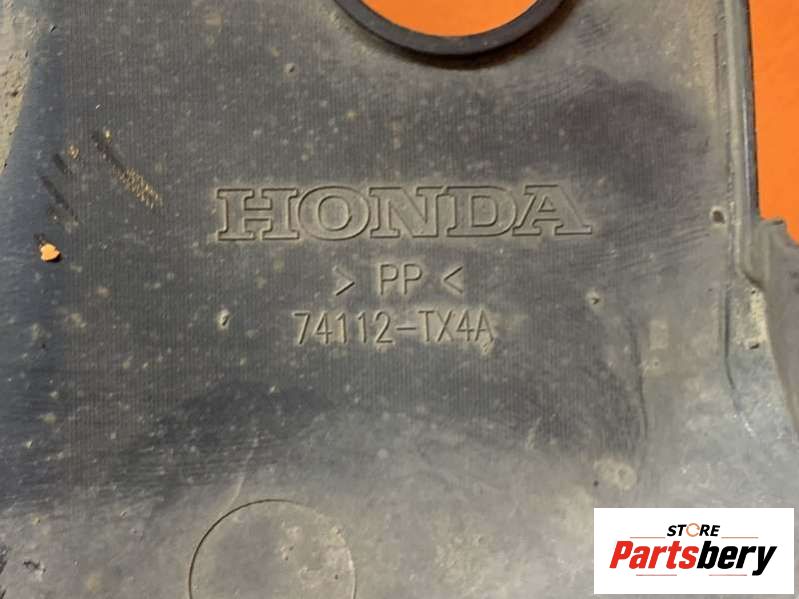 HONDA
> PP <
74112-TX4A
STORE
Partsbery